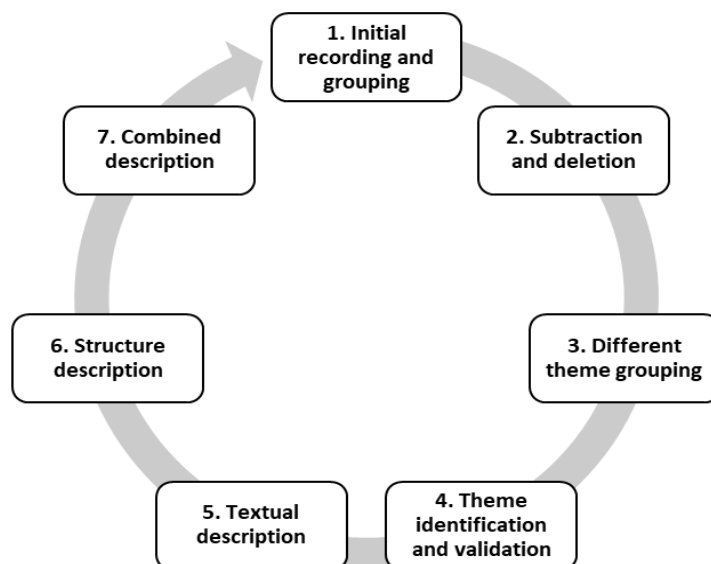 1. Initial
recording and
grouping
2. Subtraction
and deletion
3. Different
theme grouping
4. Theme
identification
and validation
5. Textual
description
6. Structure
description
7. Combined
description